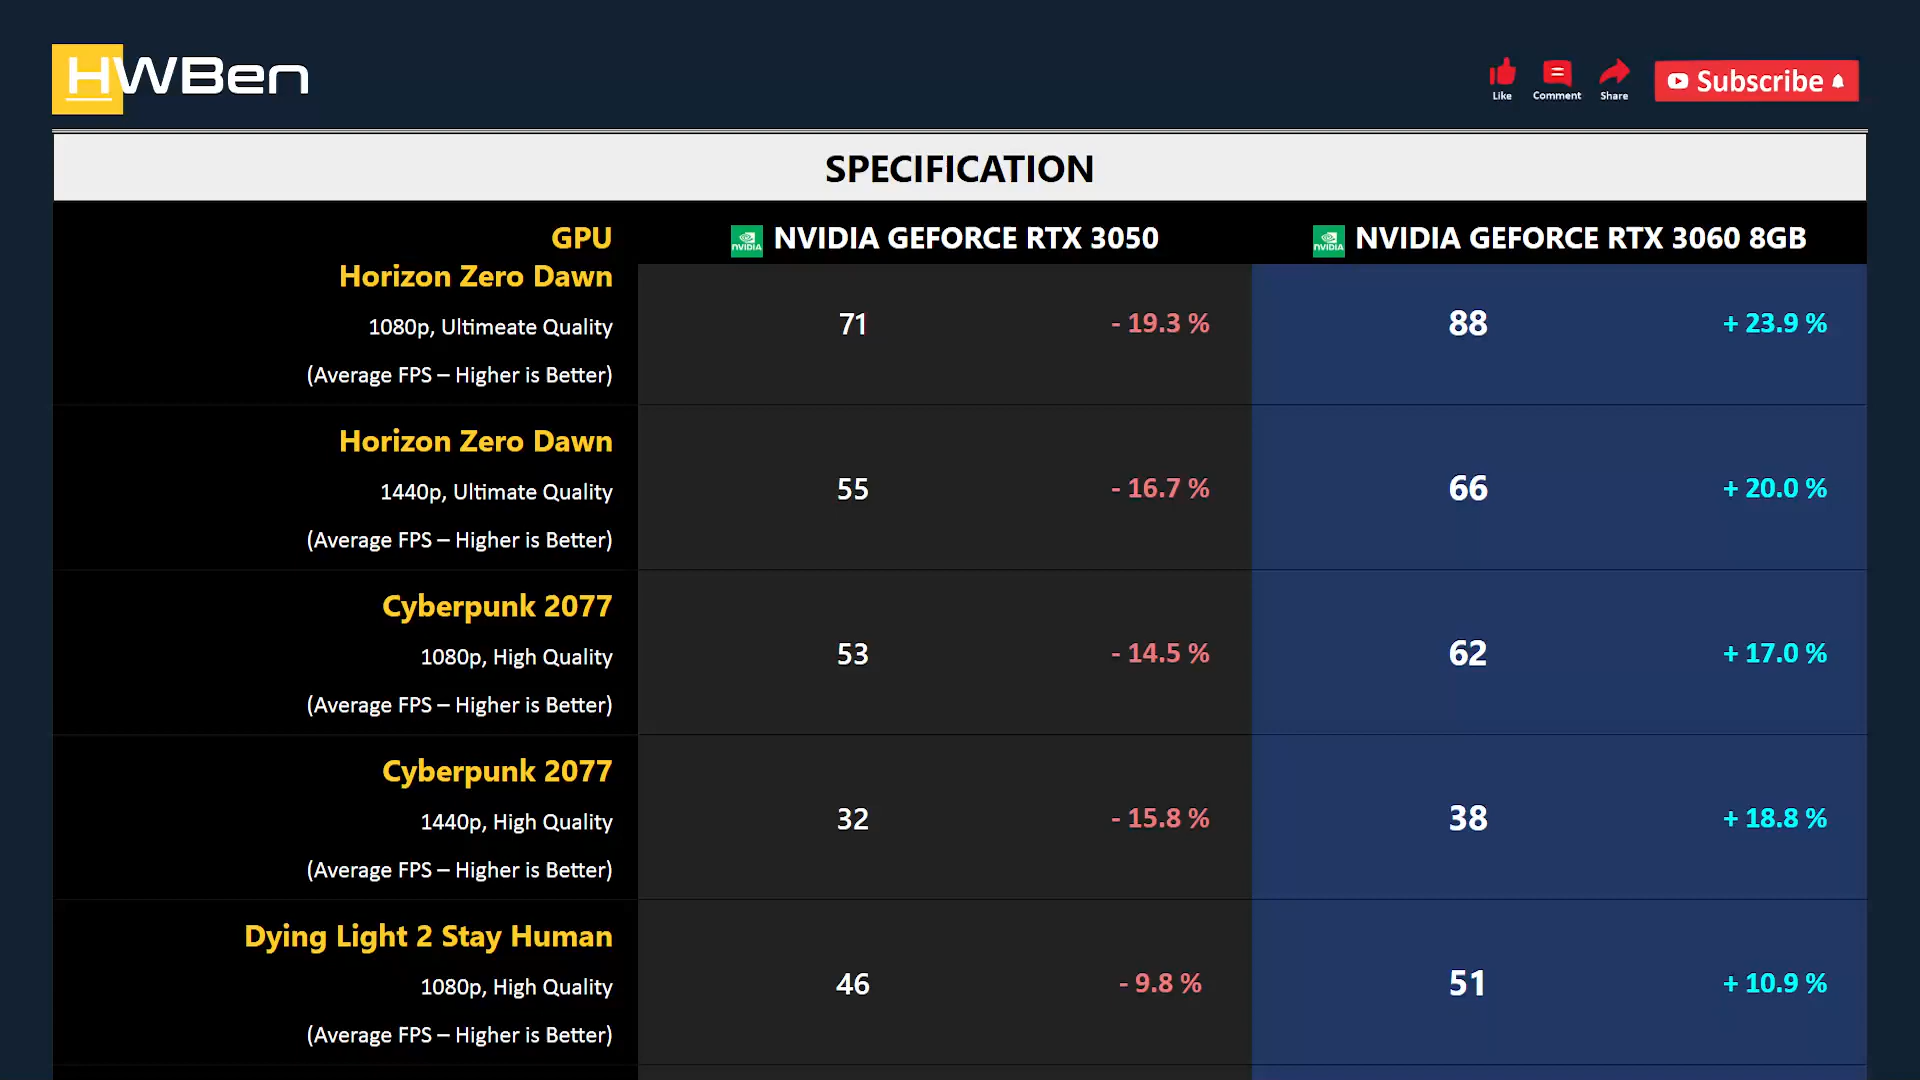 HWBen
Like Comment Share Subscribe
SPECIFICATION
GPU NVIDIA NVIDIA GEFORCE RTX 3050 NVIDIA NVIDIA GEFORCE RTX 3060 8GB
Horizon Zero Dawn
1080p, Ultimeate Quality
(Average FPS – Higher is Better)
71 - 19.3 % 88 + 23.9 %
Horizon Zero Dawn
1440p, Ultimate Quality
(Average FPS – Higher is Better)
55 - 16.7 % 66 + 20.0 %
Cyberpunk 2077
1080p, High Quality
(Average FPS – Higher is Better)
53 - 14.5 % 62 + 17.0 %
Cyberpunk 2077
1440p, High Quality
(Average FPS – Higher is Better)
32 - 15.8 % 38 + 18.8 %
Dying Light 2 Stay Human
1080p, High Quality
(Average FPS – Higher is Better)
46 - 9.8 % 51 + 10.9 %